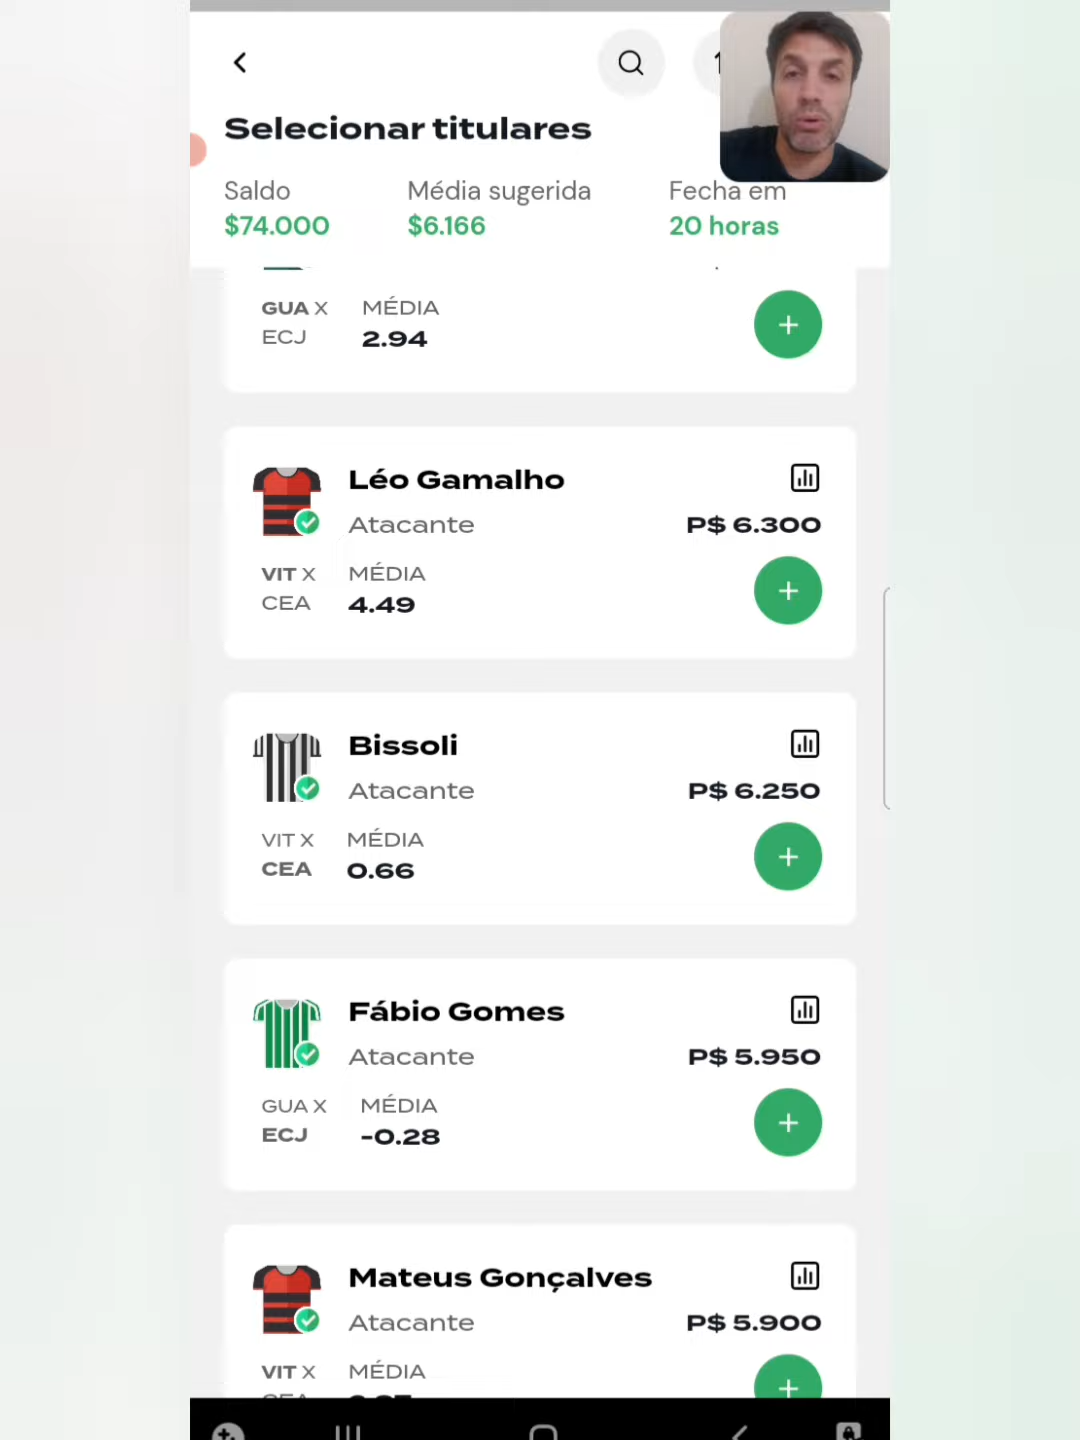 Selecionar titulares
Saldo
Média sugerida
Fecha em
$74.000
$6.166
20 horas
GUA X
MÉDIA
ECJ
2.94
Léo Gamalho
Atacante
P$ 6.300
VIT X
MÉDIA
CEA
4.49
Bissoli
Atacante
P$ 6.250
VIT X
MÉDIA
CEA
0.66
Fábio Gomes
Atacante
P$ 5.950
GUA X
MÉDIA
ECJ
-0.28
Mateus Gonçalves
Atacante
P$ 5.900
VIT X
MÉDIA